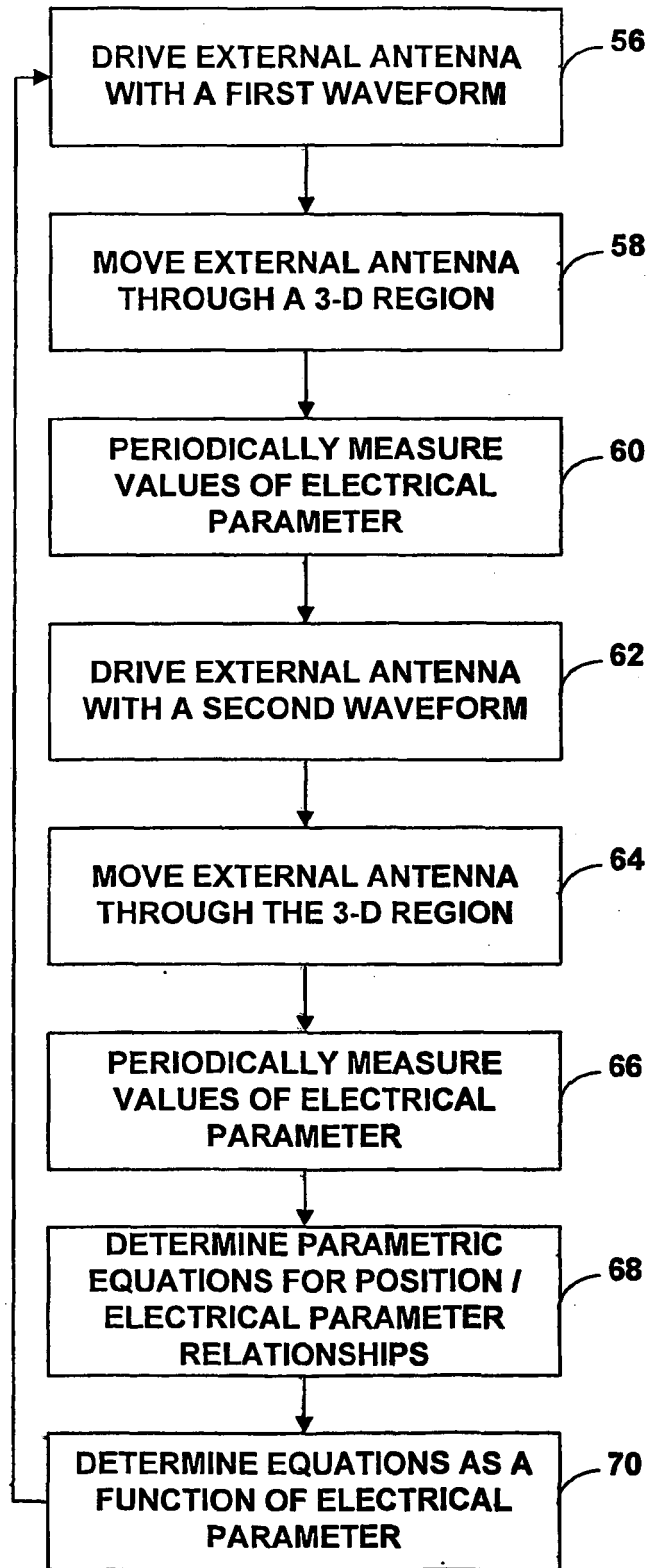 DRIVE EXTERNAL ANTENNA
WITH A FIRST WAVEFORM
56
MOVE EXTERNAL ANTENNA
THROUGH A 3-D REGION
58
PERIODICALLY MEASURE
VALUES OF ELECTRICAL
PARAMETER
60
DRIVE EXTERNAL ANTENNA
WITH A SECOND WAVEFORM
62
MOVE EXTERNAL ANTENNA
THROUGH THE 3-D REGION
64
PERIODICALLY MEASURE
VALUES OF ELECTRICAL
PARAMETER
66
DETERMINE PARAMETRIC
EQUATIONS FOR POSITION /
ELECTRICAL PARAMETER
RELATIONSHIPS
68
DETERMINE EQUATIONS AS A
FUNCTION OF ELECTRICAL
PARAMETER
70